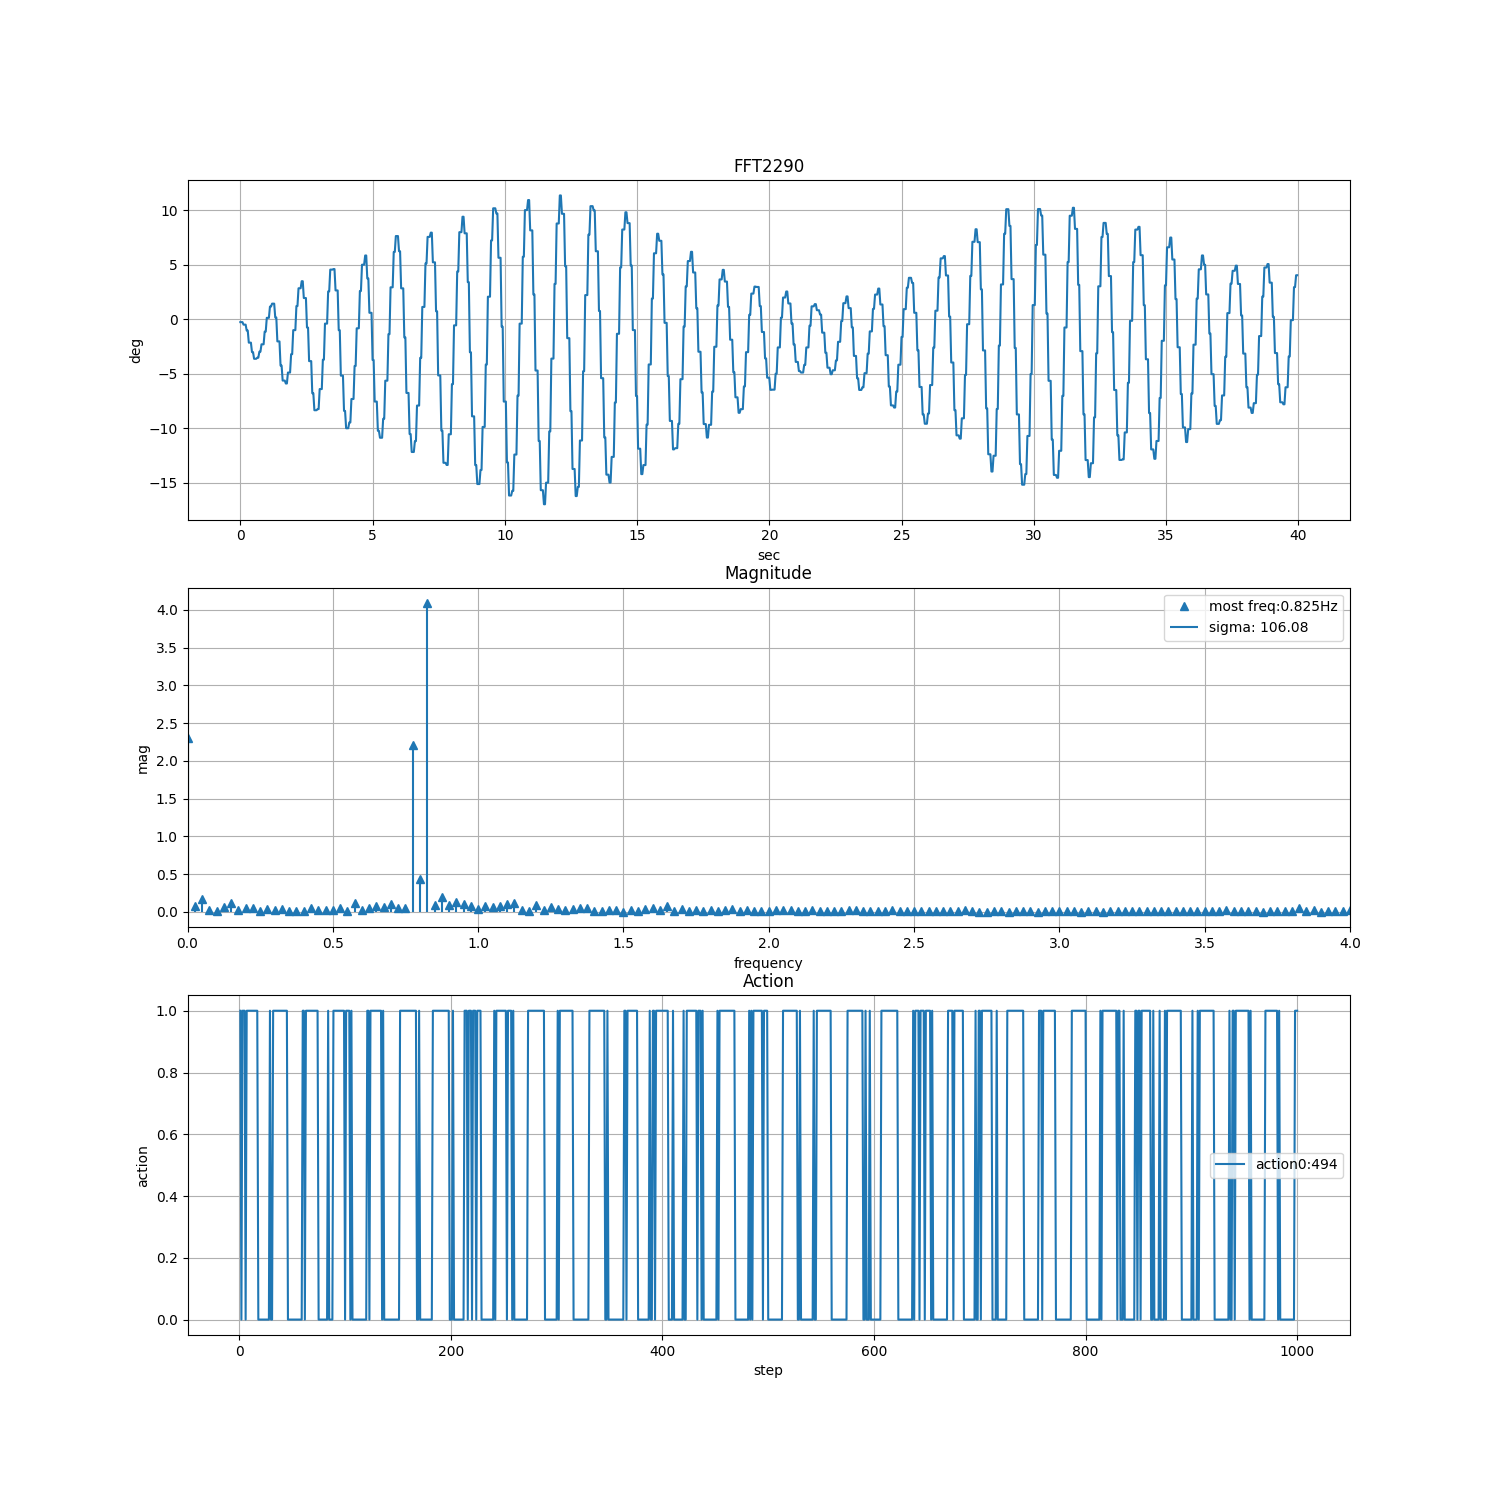 FFT2290
10
5
0
−5
−10
−15
deg
0 5 10 15 20 25 30 35 40
sec
Magnitude
4.0
3.5
3.0
2.5
2.0
1.5
1.0
0.5
0.0
mag
most freq:0.825Hz
sigma: 106.08
0.0 0.5 1.0 1.5 2.0 2.5 3.0 3.5 4.0
frequency
Action
1.0
0.8
0.6
0.4
0.2
0.0
action
action0:494
0 200 400 600 800 1000
step